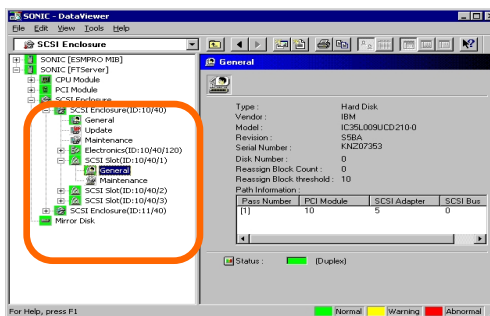 SONIC - DataViewer
File Edit View Tools Help
SCSI Enclosure
SONIC [ESMPRO MIB]
SONIC [FTServer]
CPU Module
PCI Module
SCSI Enclosure
SCSI Enclosure(ID:10/40)
General
Update
Maintenance
Electronics(ID:10/40/120)
SCSI Slot(ID:10/40/1)
General
Maintenance
SCSI Slot(ID:10/40/2)
SCSI Slot(ID:10/40/3)
SCSI Enclosure(ID:11/40)
Mirror Disk
General
Type : Hard Disk
Vendor : IBM
Model : IC35L009UCD210-0
Revision : S5BA
Serial Number : KNZ07353
Disk Number : 0
Reassign Block Count : 0
Reassign Block threshold : 10
Path Information :
Pass Number PCI Module SCSI Adapter SCSI Bus
[1] 10 5 0
Status : (Duplex)
For Help, press F1
Normal Warning Abnormal